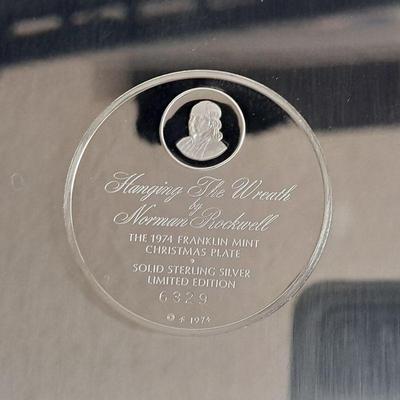 Hanging The Wreath
by
Norman Rockwell
THE 1974 FRANKLIN MINT
CHRISTMAS PLATE
SOLID STERLING SILVER
LIMITED EDITION
6329
© 1974